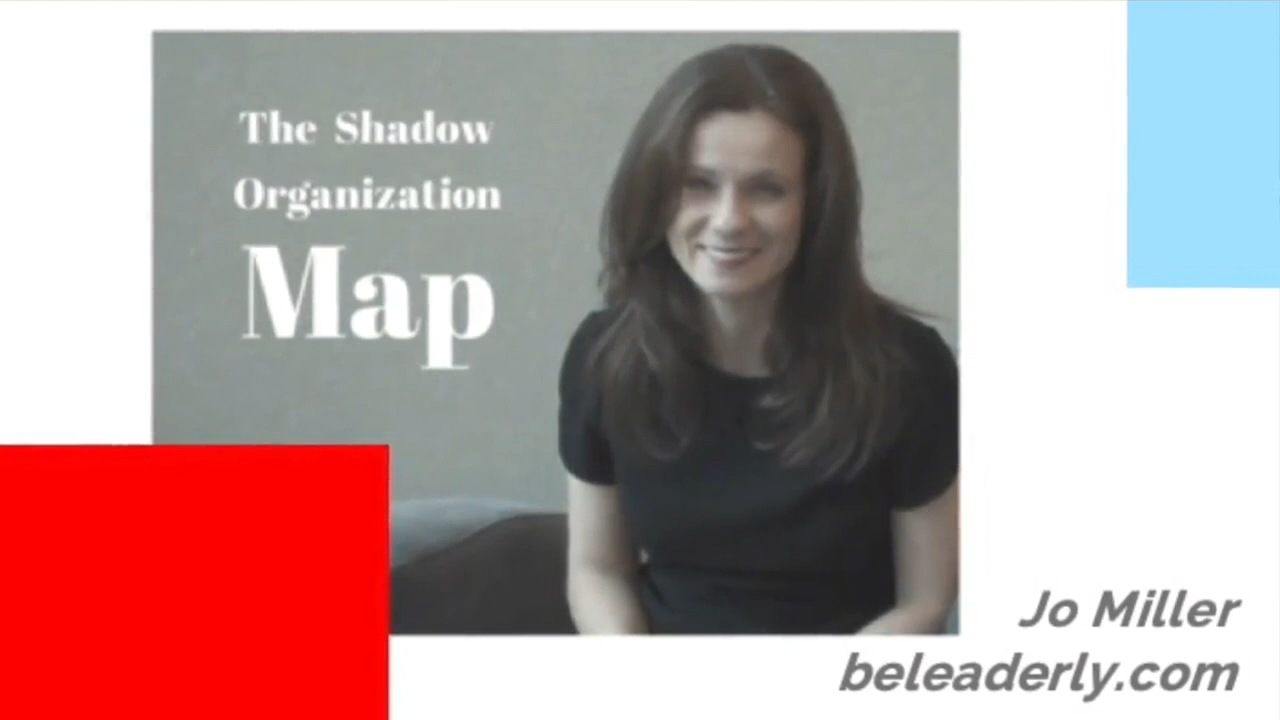 The Shadow
Organization
Map
Jo Miller
beleaderly.com